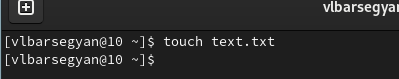 vlbarsegyan
[vlbarsegyan@10 ~]$ touch text.txt
[vlbarsegyan@10 ~]$